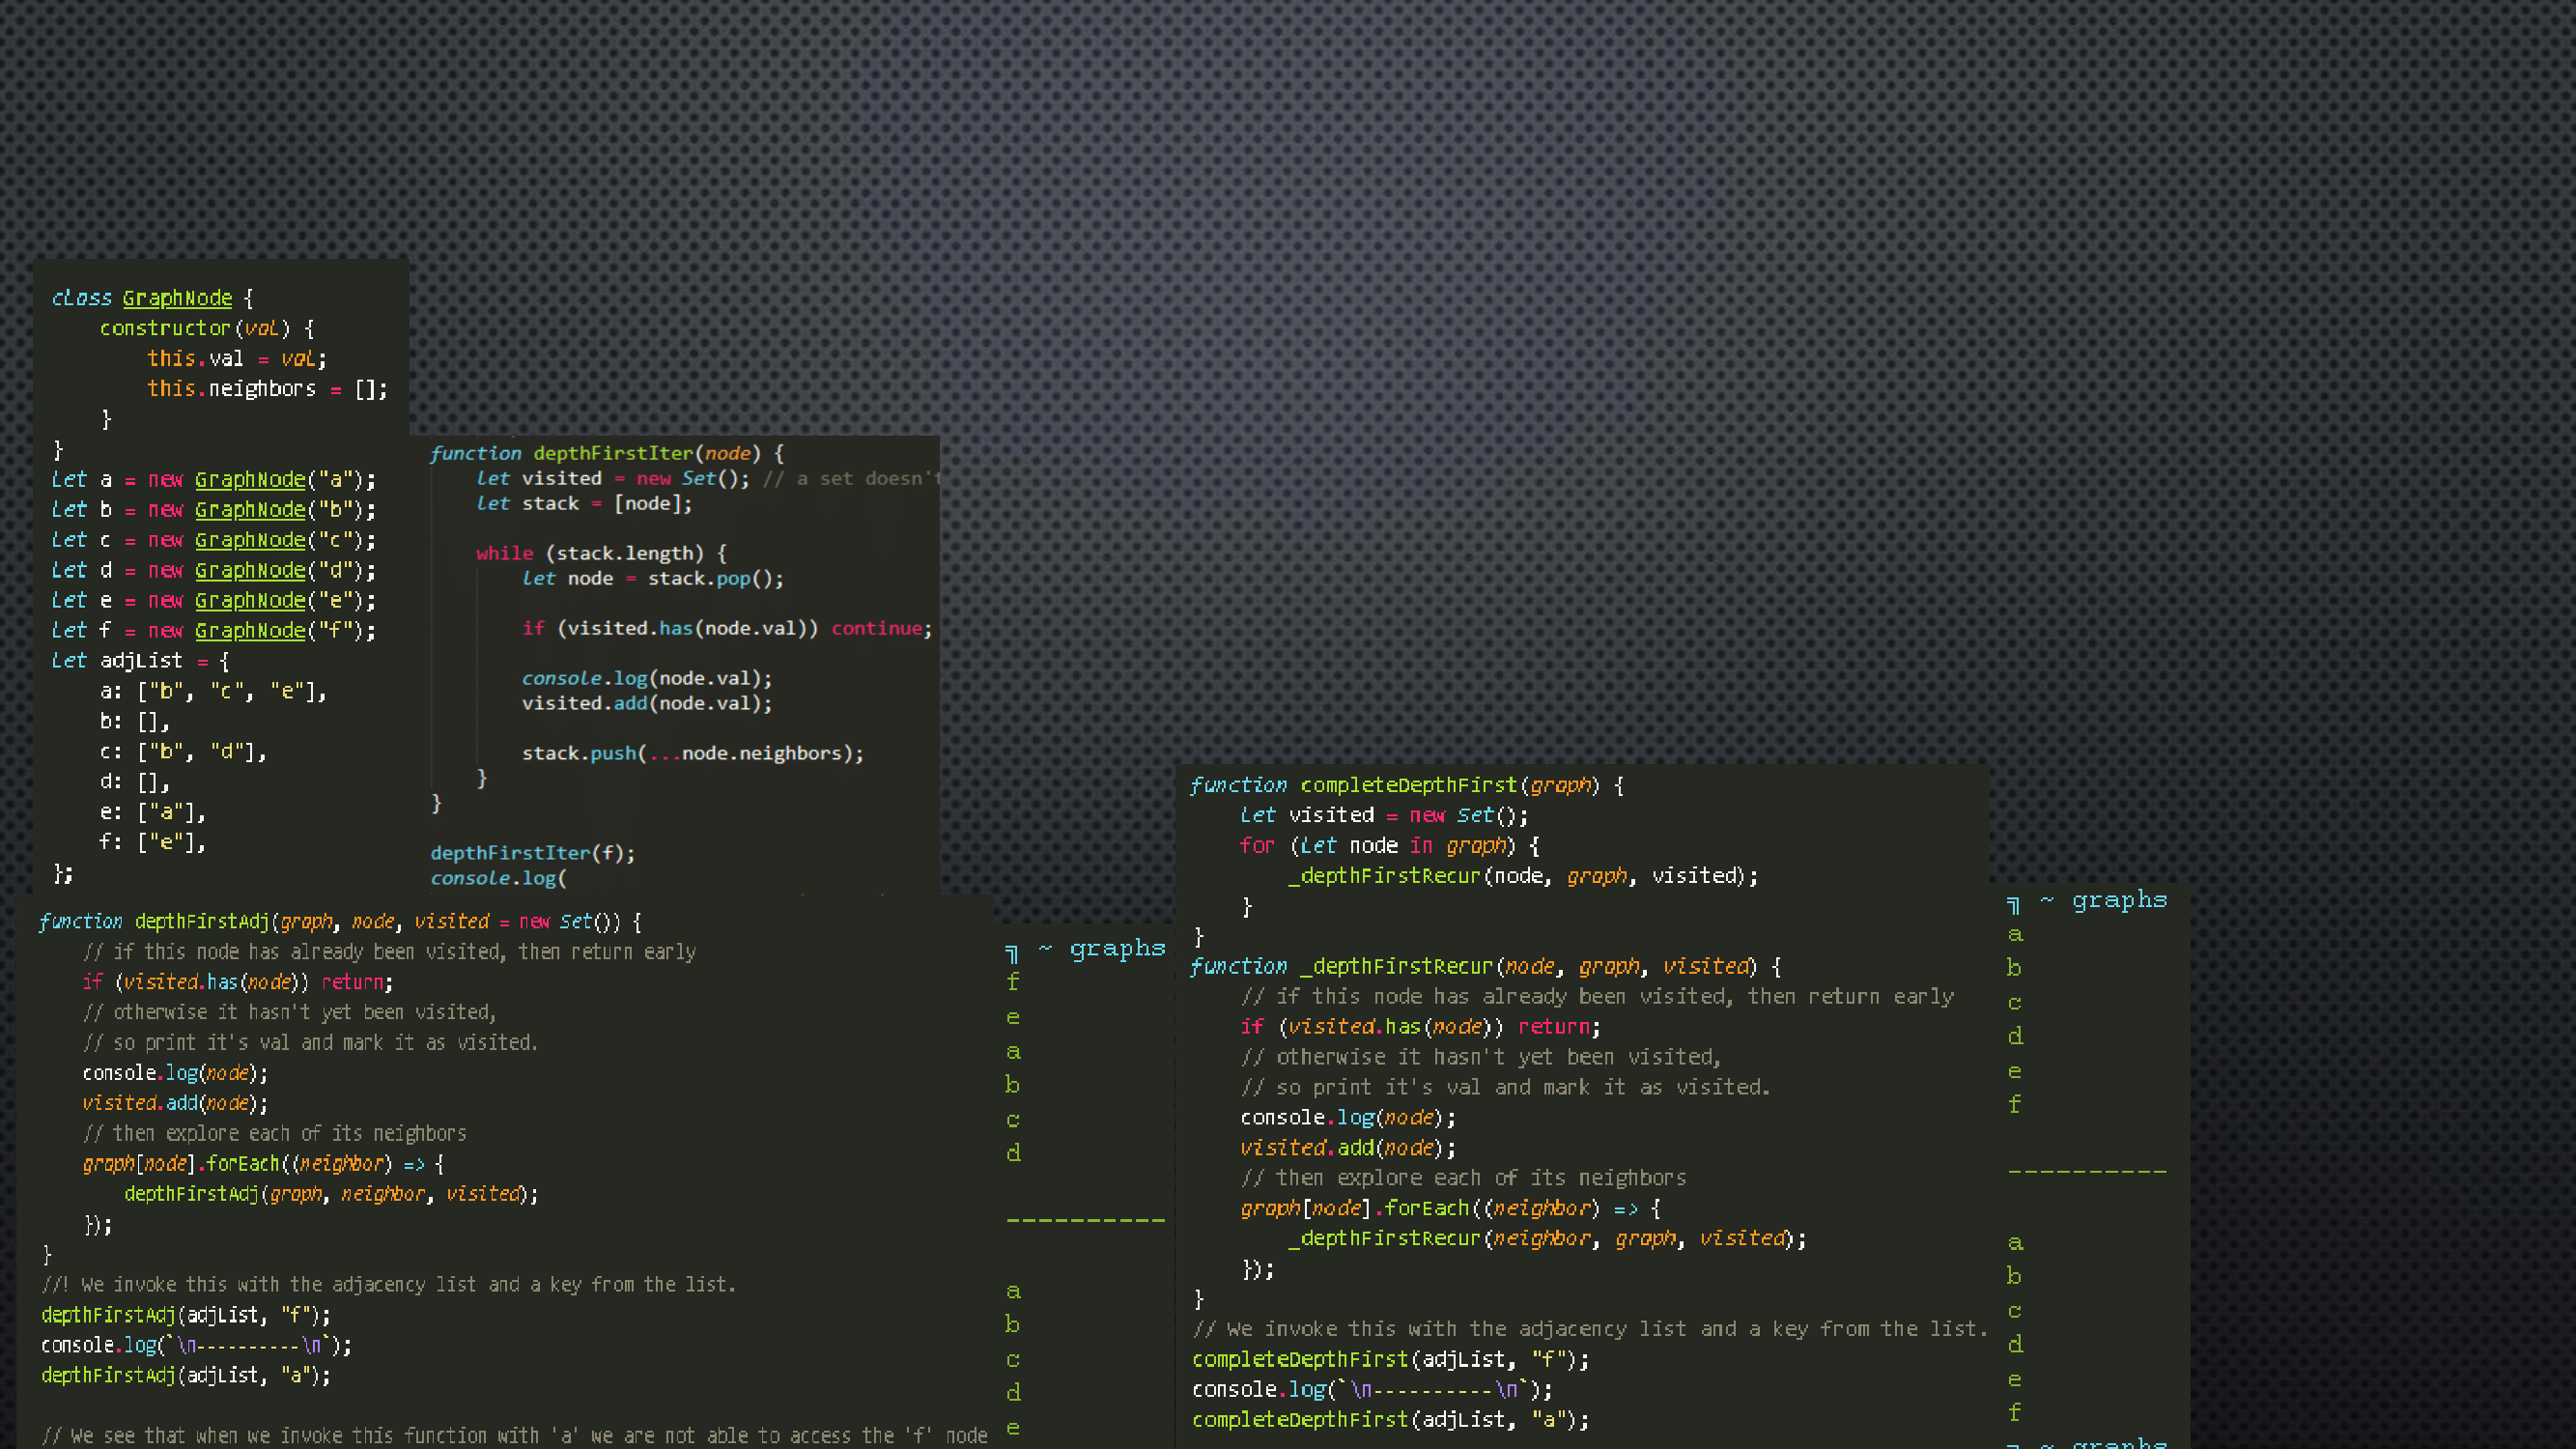 class GraphNode {
constructor(val) {
this.val = val;
this.neighbors = [];
}
}
let a = new GraphNode("a");
let b = new GraphNode("b");
let c = new GraphNode("c");
let d = new GraphNode("d");
let e = new GraphNode("e");
let f = new GraphNode("f");
let adjList = {
a: ["b", "c", "e"],
b: [],
c: ["b", "d"],
d: [],
e: ["a"],
f: ["e"],
};
function depthFirstIter(node) {
let visited = new Set(); // a set doesn't
let stack = [node];
while (stack.length) {
let node = stack.pop();
if (visited.has(node.val)) continue;
console.log(node.val);
visited.add(node.val);
stack.push(...node.neighbors);
}
}
depthFirstIter(f);
console.log(
function depthFirstAdj(graph, node, visited = new Set()) {
// if this node has already been visited, then return early
if (visited.has(node)) return;
// otherwise it hasn't yet been visited,
// so print it's val and mark it as visited.
console.log(node);
visited.add(node);
// then explore each of its neighbors
graph[node].forEach((neighbor) => {
depthFirstAdj(graph, neighbor, visited);
});
}
//! We invoke this with the adjacency list and a key from the list.
depthFirstAdj(adjList, "f");
console.log(`\n----------\n`);
depthFirstAdj(adjList, "a");
// We see that when we invoke this function with 'a' we are not able to access the 'f' node
╗ ~ graphs
f
e
a
b
c
d
----------
a
b
c
d
e
function completeDepthFirst(graph) {
let visited = new Set();
for (let node in graph) {
_depthFirstRecur(node, graph, visited);
}
}
function _depthFirstRecur(node, graph, visited) {
// if this node has already been visited, then return early
if (visited.has(node)) return;
// otherwise it hasn't yet been visited,
// so print it's val and mark it as visited.
console.log(node);
visited.add(node);
// then explore each of its neighbors
graph[node].forEach((neighbor) => {
_depthFirstRecur(neighbor, graph, visited);
});
}
// We invoke this with the adjacency list and a key from the list.
completeDepthFirst(adjList, "f");
console.log(`\n----------\n`);
completeDepthFirst(adjList, "a");
╗ ~ graphs
a
b
c
d
e
f
----------
a
b
c
d
e
f
╗ ~ graphs